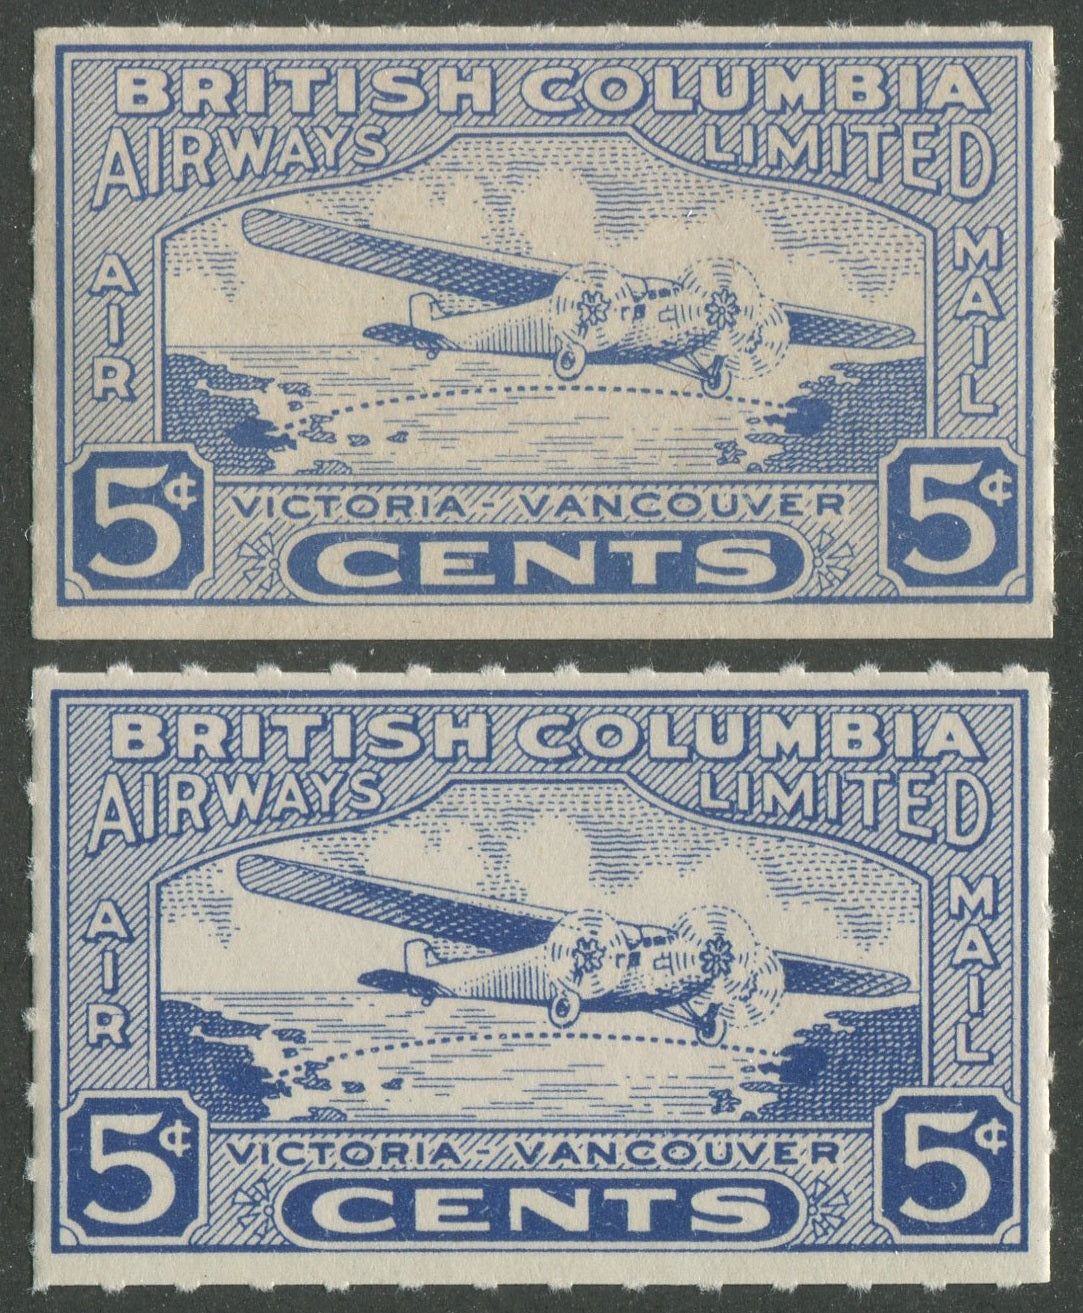 BRITISH COLUMBIA
AIRWAYS LIMITED
AIR MAIL
5¢ VICTORIA - VANCOUVER 5¢
CENTS
BRITISH COLUMBIA
AIRWAYS LIMITED
AIR MAIL
5¢ VICTORIA - VANCOUVER 5¢
CENTS